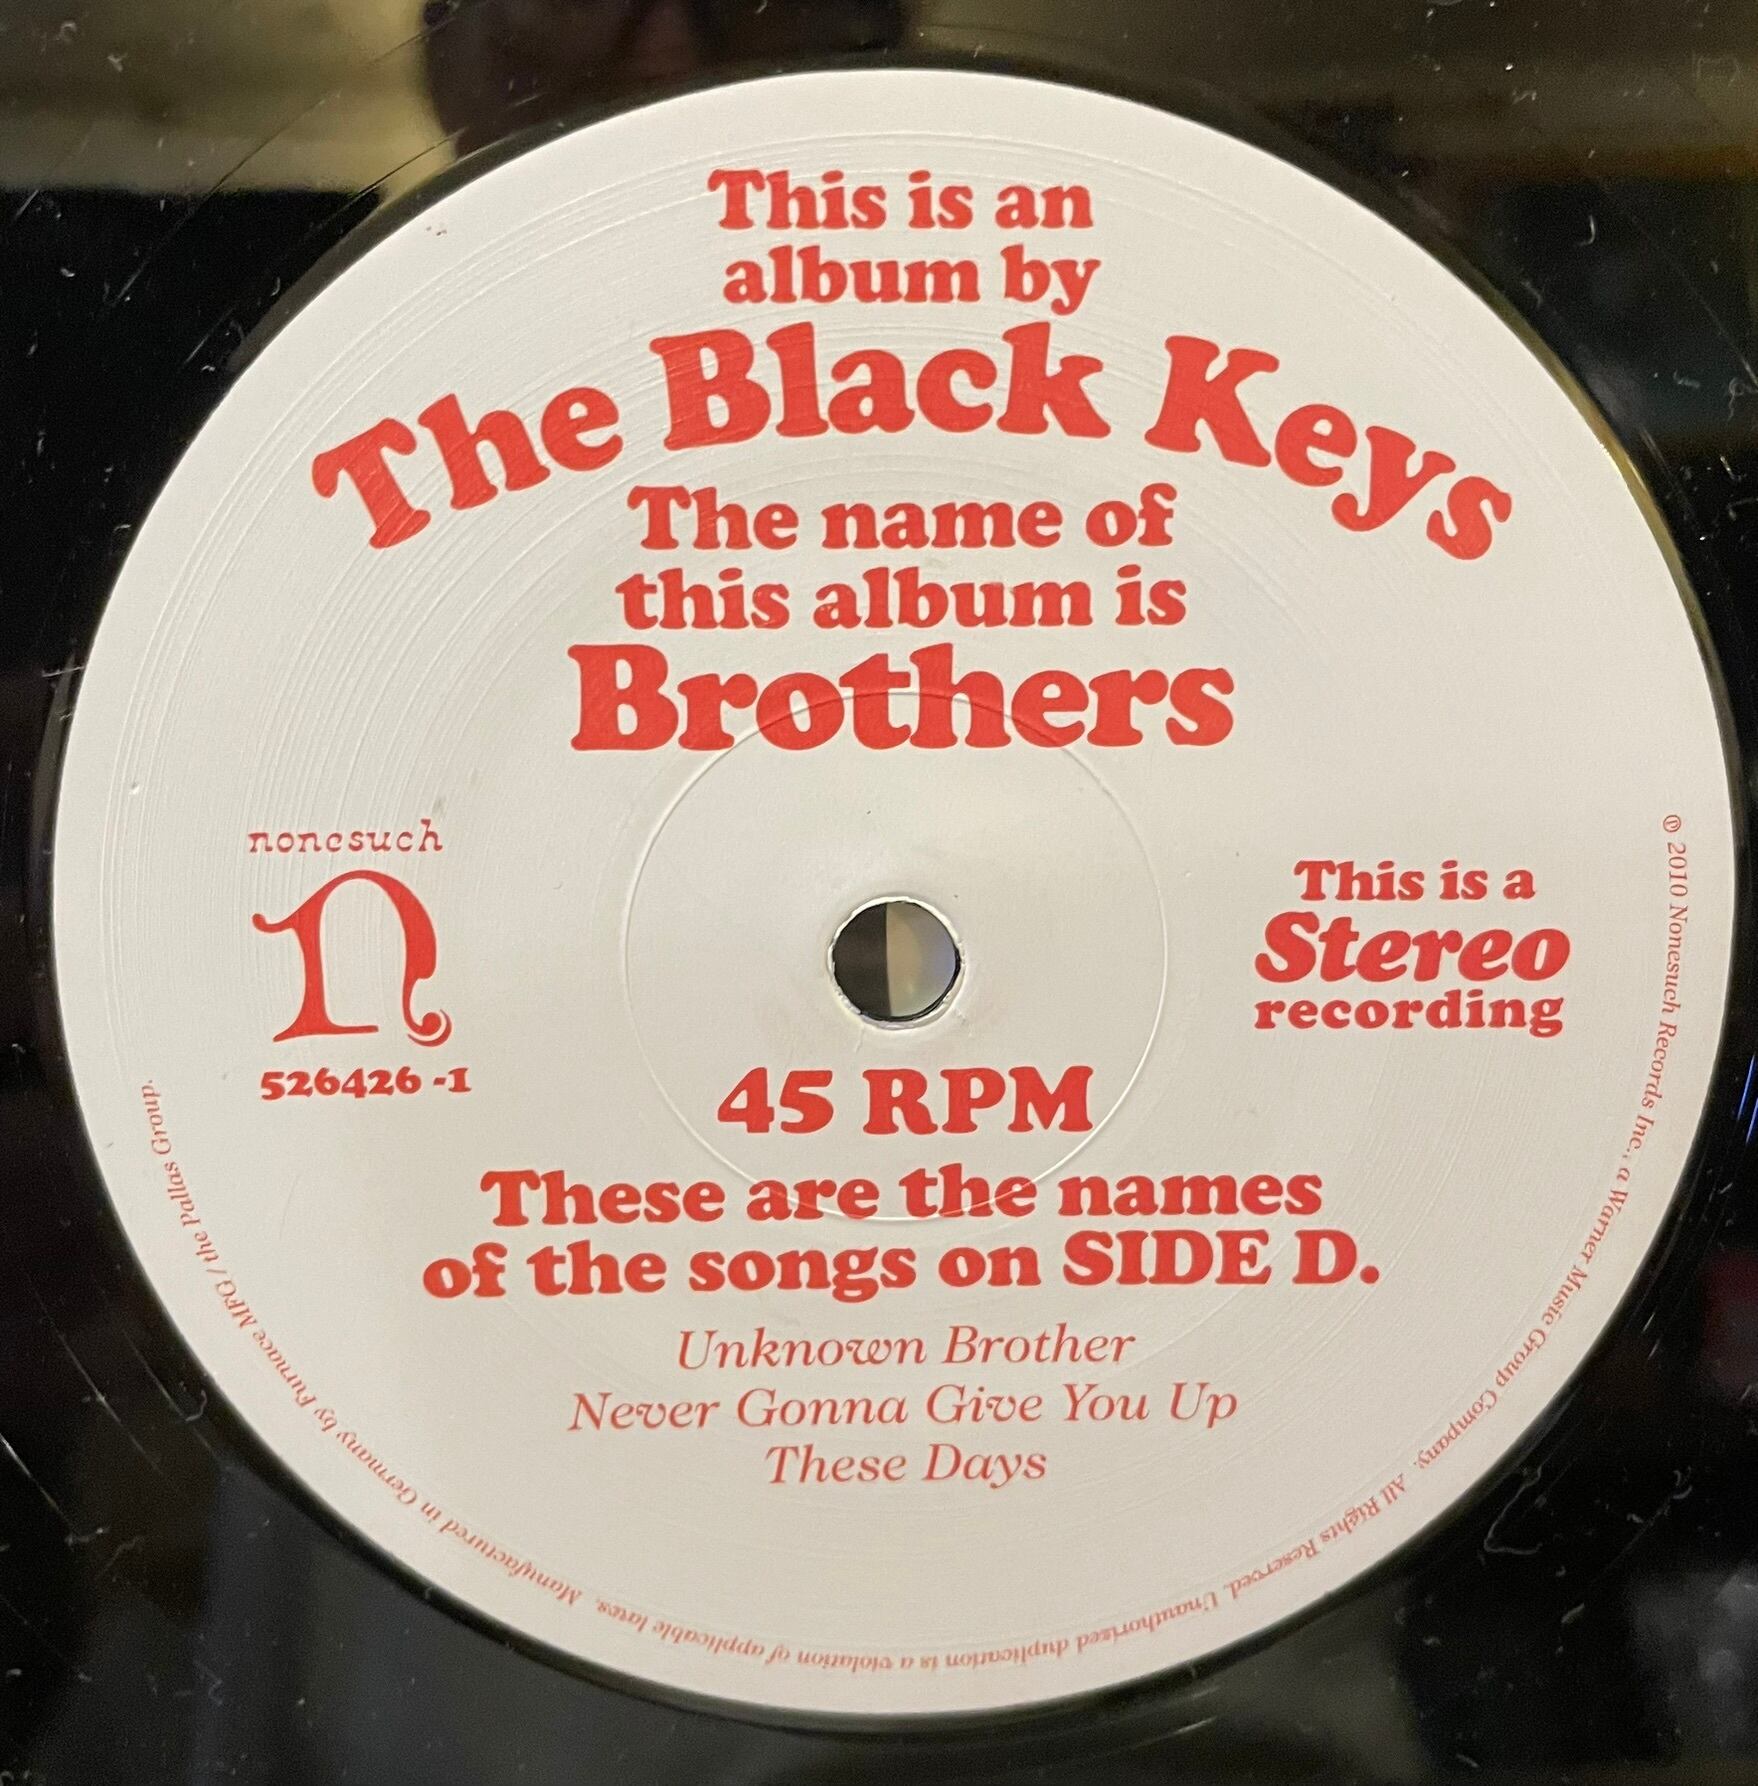 This is an
album by
The Black Keys
The name of
this album is
Brothers
nonesuch
n
526426 -1
This is a
Stereo
recording
45 RPM
These are the names
of the songs on SIDE D.
Unknown Brother
Never Gonna Give You Up
These Days
℗ 2010 Nonesuch Records Inc., a Warner Music Group Company. All Rights Reserved. Unauthorized duplication is a violation of applicable laws. Manufactured in Germany by Furnace MFG / the Pallas Group.